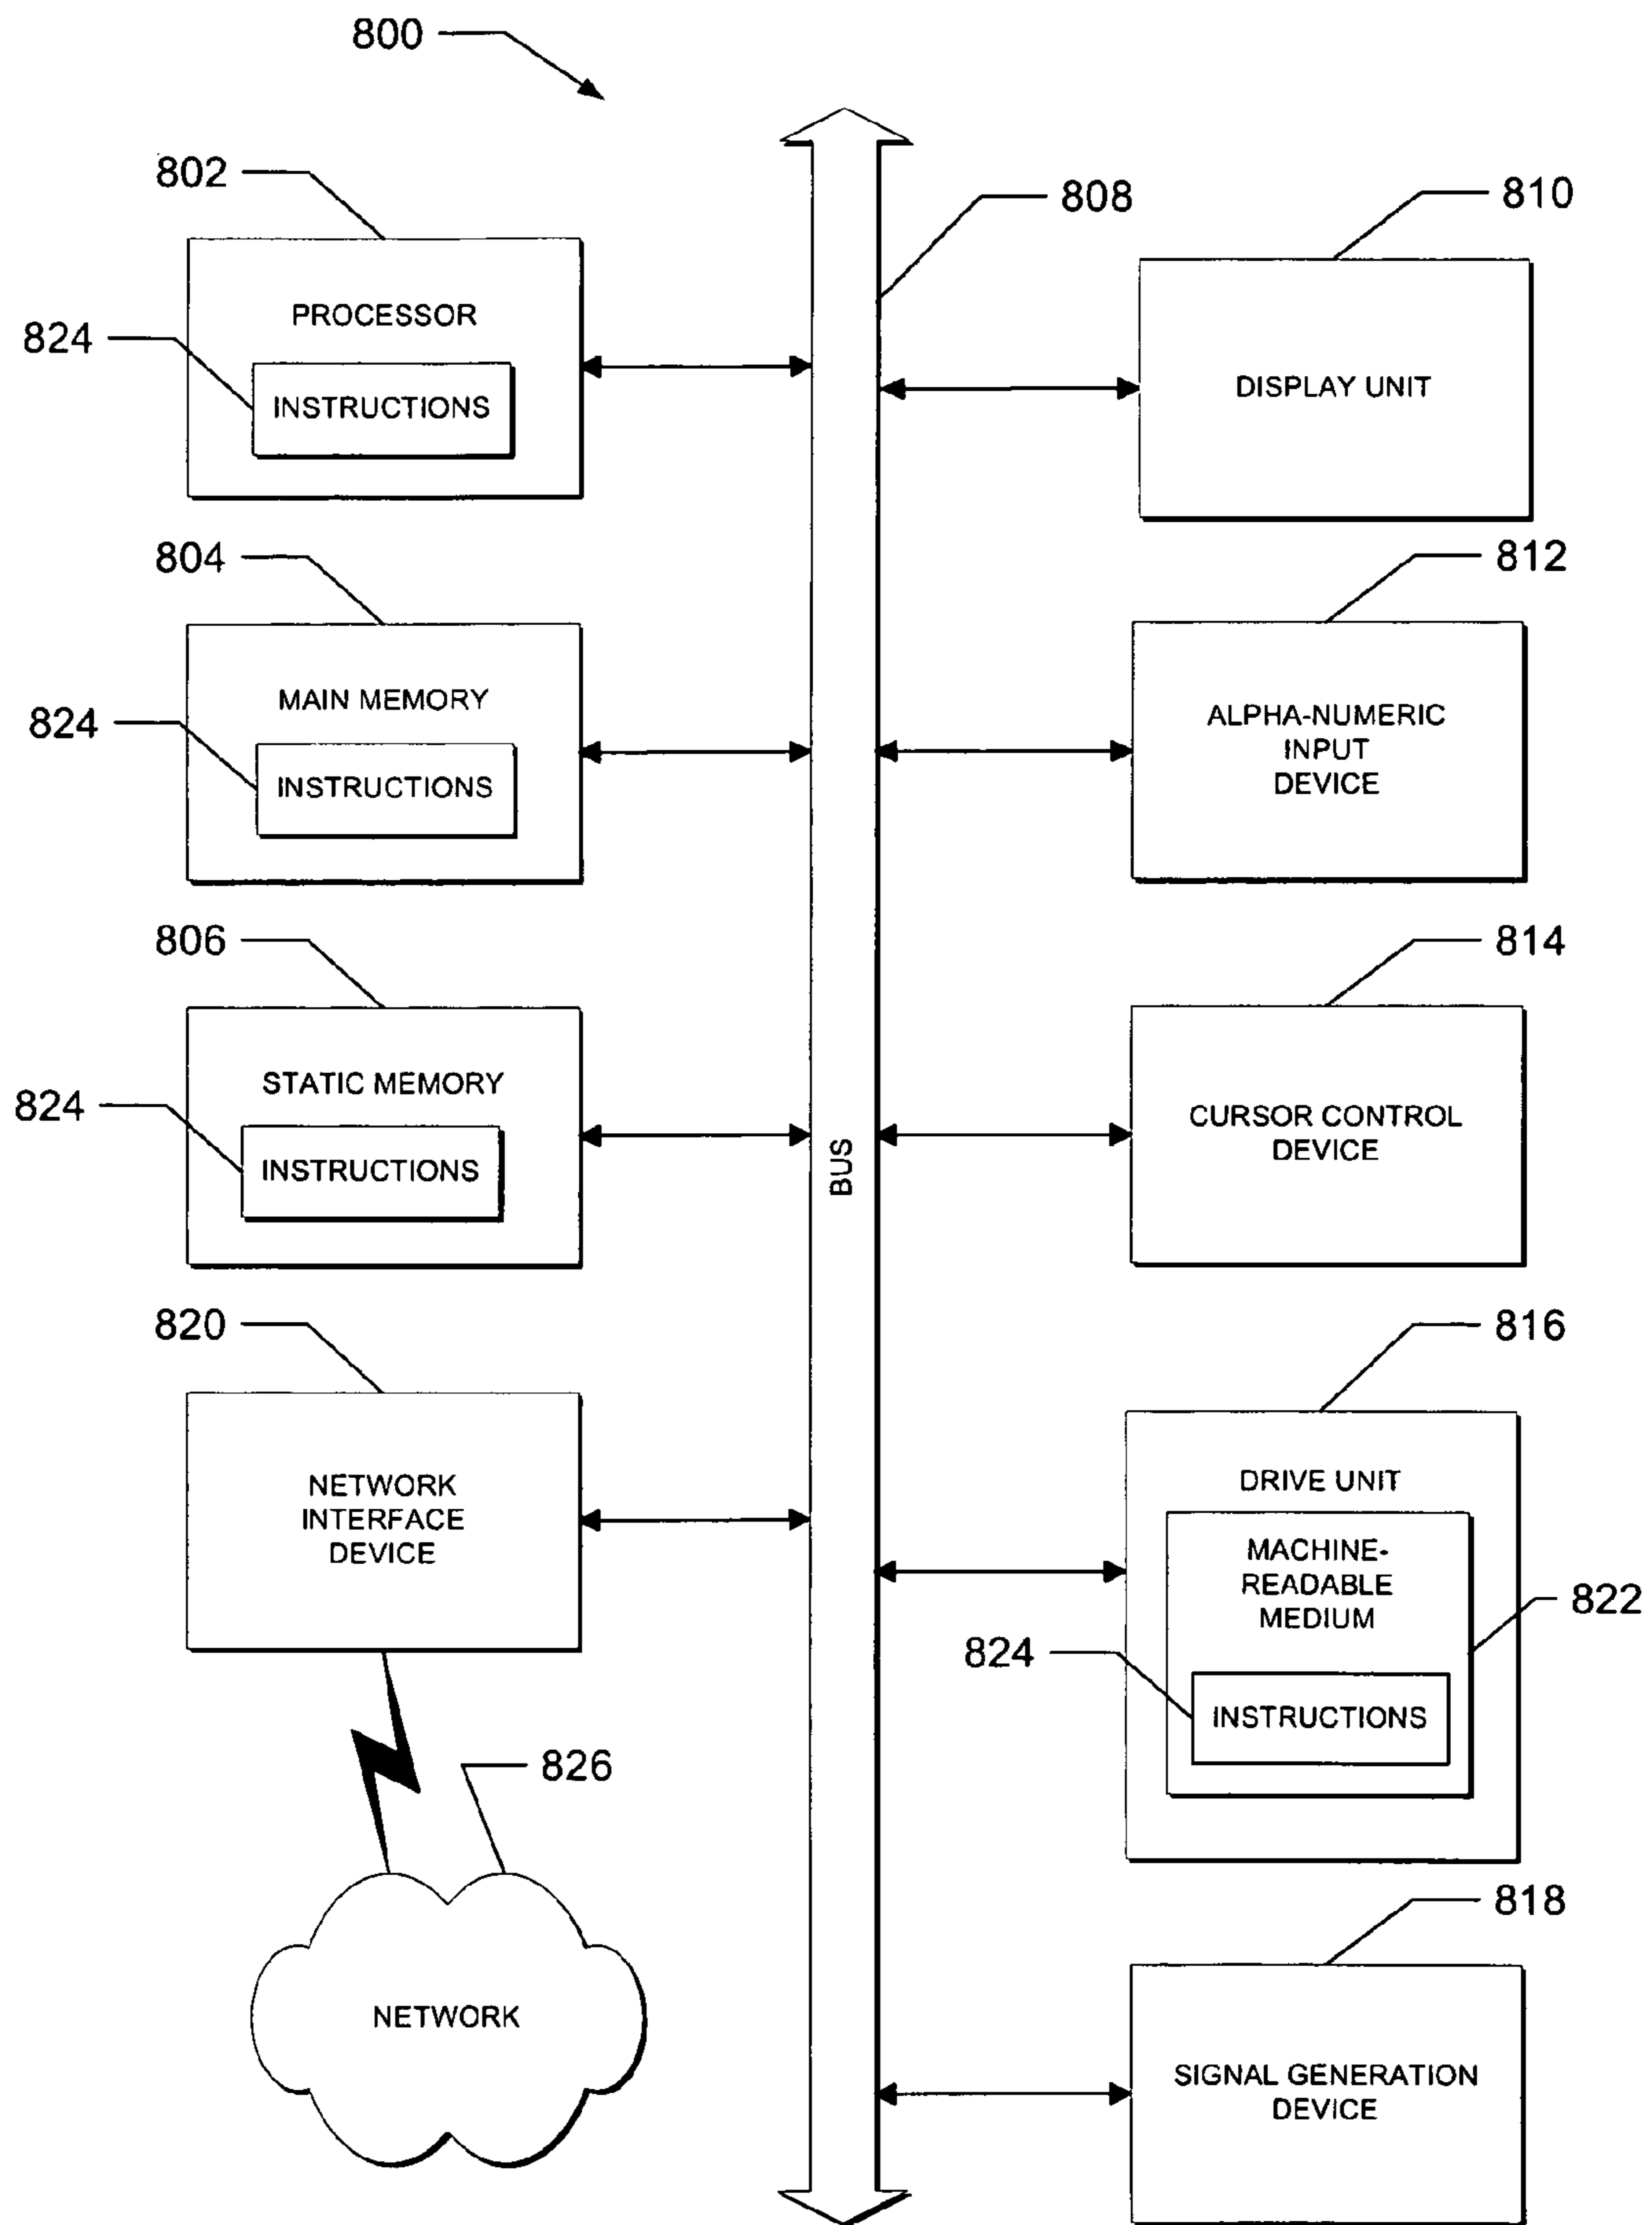 800
802
PROCESSOR
824
INSTRUCTIONS
804
MAIN MEMORY
824
INSTRUCTIONS
806
STATIC MEMORY
824
INSTRUCTIONS
820
NETWORK
INTERFACE
DEVICE
826
NETWORK
808
BUS
810
DISPLAY UNIT
812
ALPHA-NUMERIC
INPUT
DEVICE
814
CURSOR CONTROL
DEVICE
816
DRIVE UNIT
MACHINE-
READABLE
MEDIUM
822
824
INSTRUCTIONS
818
SIGNAL GENERATION
DEVICE